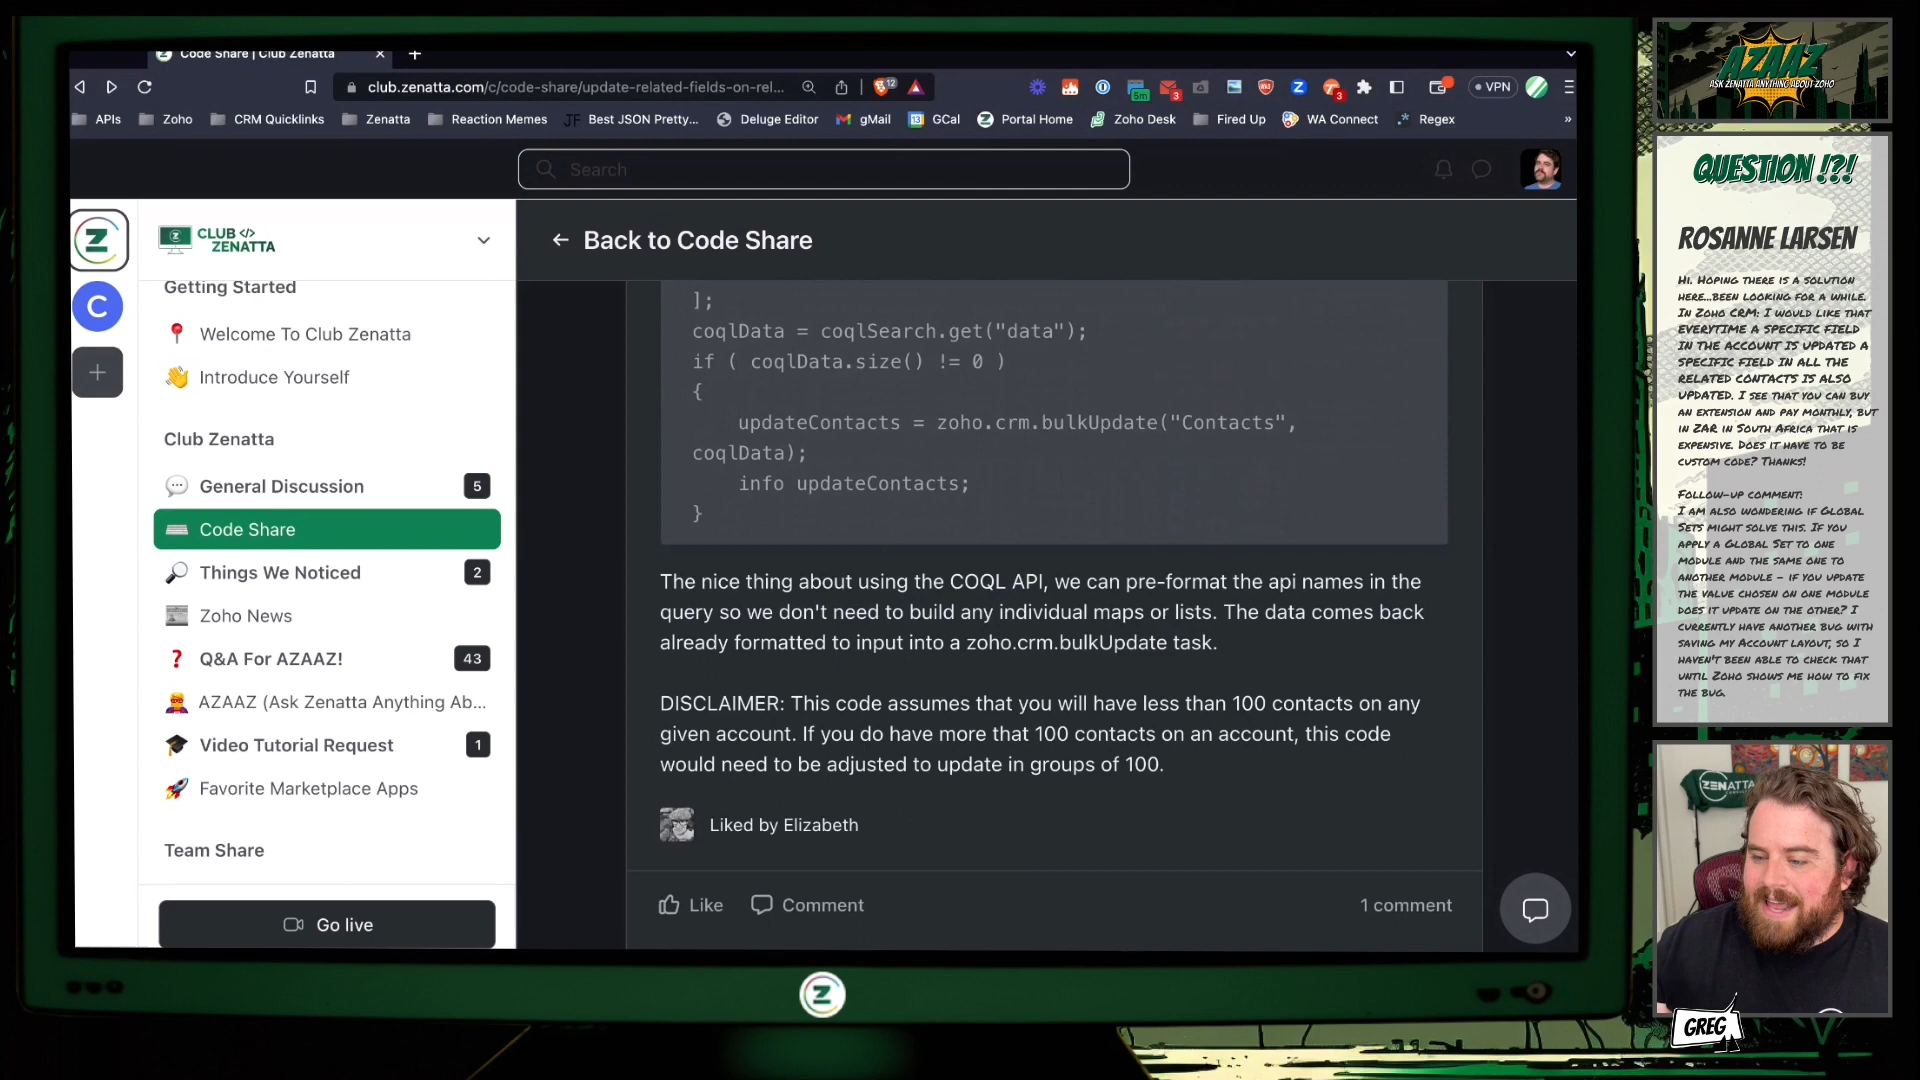 Code Share | Club Zenatta
club.zenatta.com/c/code-share/update-related-fields-on-rel...
12
5m
3
3
VPN
APIs
Zoho
CRM Quicklinks
Zenatta
Reaction Memes
JF Best JSON Pretty...
Deluge Editor
gMail
13 GCal
Portal Home
Zoho Desk
Fired Up
WA Connect
Regex
»
Search
Z
C
CLUB </>
ZENATTA
Getting Started
Welcome To Club Zenatta
Introduce Yourself
Club Zenatta
General Discussion 5
Code Share
Things We Noticed 2
Zoho News
Q&A For AZAAZ! 43
AZAAZ (Ask Zenatta Anything Ab...
Video Tutorial Request 1
Favorite Marketplace Apps
Team Share
Go live
Back to Code Share
];
coqlData = coqlSearch.get("data");
if ( coqlData.size() != 0 )
{
updateContacts = zoho.crm.bulkUpdate("Contacts",
coqlData);
info updateContacts;
}
The nice thing about using the COQL API, we can pre-format the api names in the
query so we don't need to build any individual maps or lists. The data comes back
already formatted to input into a zoho.crm.bulkUpdate task.
DISCLAIMER: This code assumes that you will have less than 100 contacts on any
given account. If you do have more that 100 contacts on an account, this code
would need to be adjusted to update in groups of 100.
Liked by Elizabeth
Like
Comment
1 comment
Z
AZAAZ
ASK ZENATTA ANYTHING ABOUT ZOHO
QUESTION !?!
ROSANNE LARSEN
HI. HOPING THERE IS A SOLUTION
HERE...BEEN LOOKING FOR A WHILE.
IN ZOHO CRM: I WOULD LIKE THAT
EVERYTIME A SPECIFIC FIELD
IN THE ACCOUNT IS UPDATED A
SPECIFIC FIELD IN ALL THE
RELATED CONTACTS IS ALSO
UPDATED. I SEE THAT YOU CAN BUY
AN EXTENSION AND PAY MONTHLY, BUT
IN ZAR IN SOUTH AFRICA THAT IS
EXPENSIVE. DOES IT HAVE TO BE
CUSTOM CODE? THANKS!
FOLLOW-UP COMMENT:
I AM ALSO WONDERING IF GLOBAL
SETS MIGHT SOLVE THIS. IF YOU
APPLY A GLOBAL SET TO ONE
MODULE AND THE SAME ONE TO
ANOTHER MODULE - IF YOU UPDATE
THE VALUE CHOSEN ON ONE MODULE
DOES IT UPDATE ON THE OTHER? I
CURRENTLY HAVE ANOTHER BUG WITH
SAVING MY ACCOUNT LAYOUT, SO I
HAVEN'T BEEN ABLE TO CHECK THAT
UNTIL ZOHO SHOWS ME HOW TO FIX
THE BUG.
ZENATTA
GREG